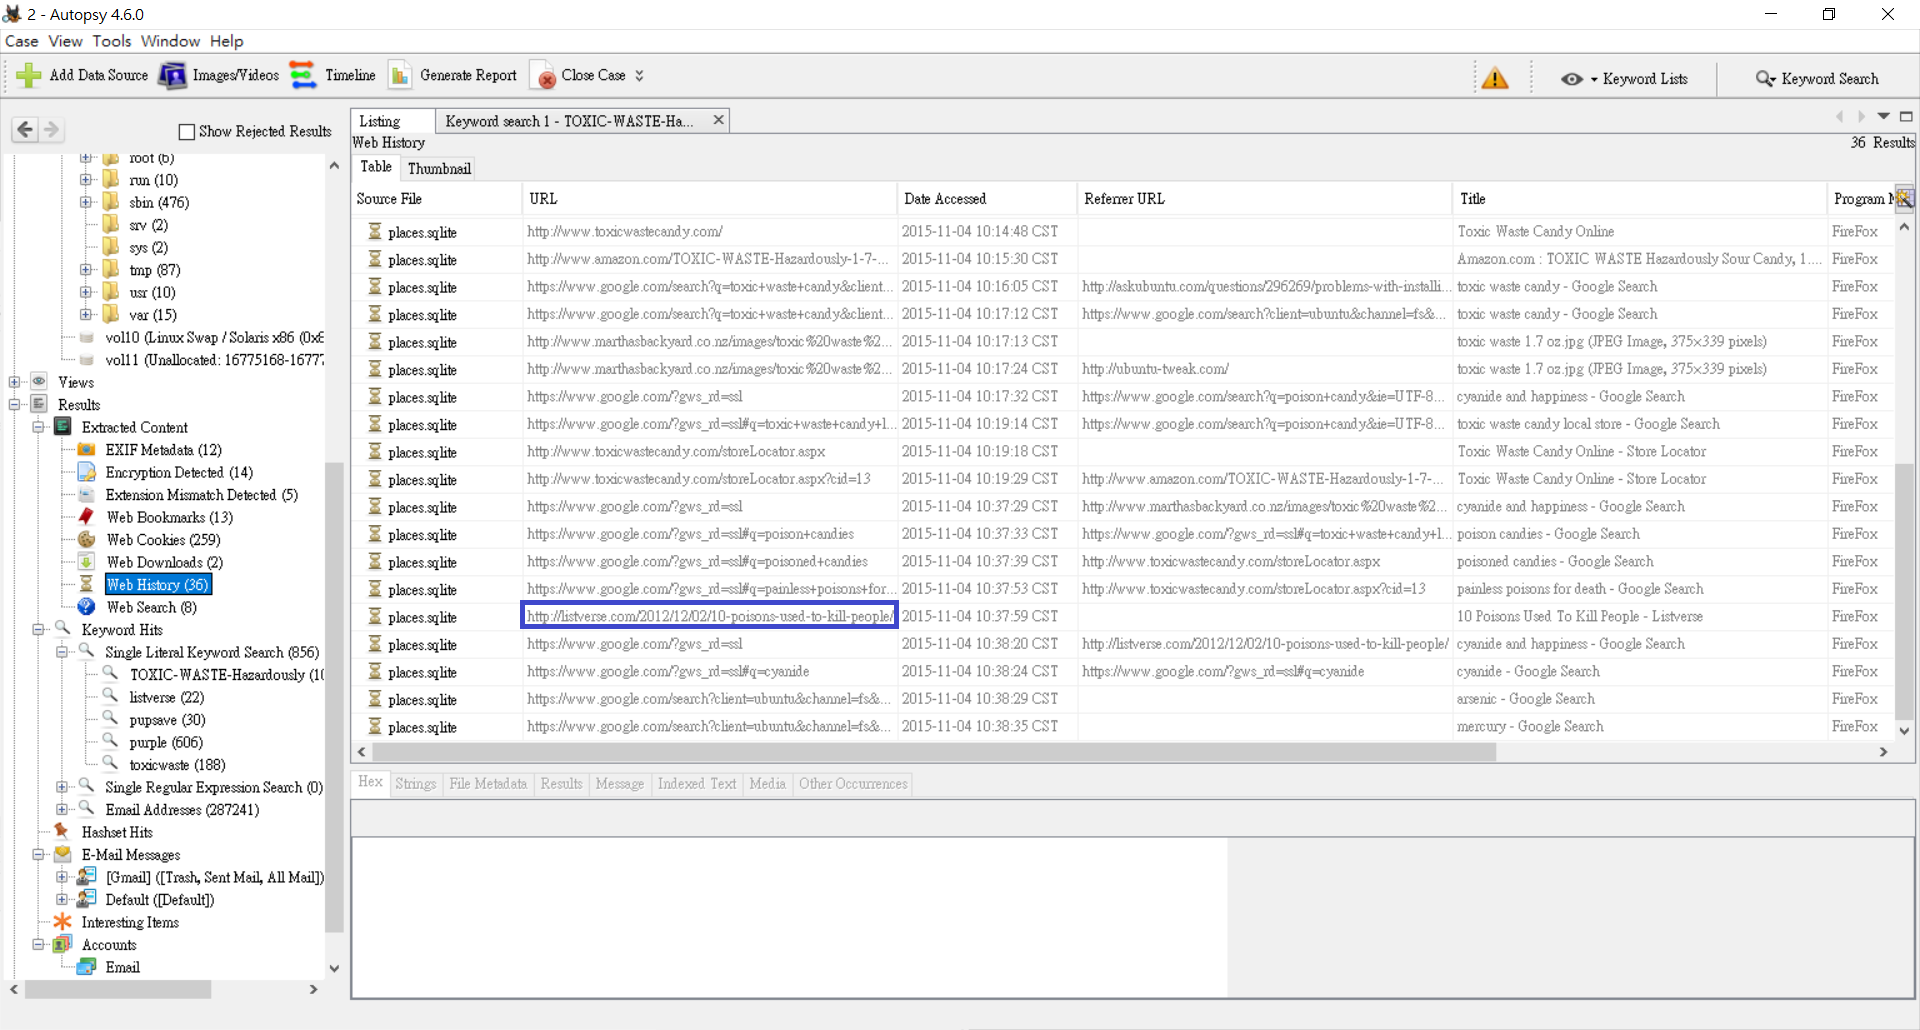 2 - Autopsy 4.6.0
Case View Tools Window Help
Add Data Source Images/Videos Timeline Generate Report Close Case Keyword Lists Keyword Search
Show Rejected Results
root (6)
run (10)
sbin (476)
srv (2)
sys (2)
tmp (87)
usr (10)
var (15)
vol10 (Linux Swap / Solaris x86 (0x8
vol11 (Unallocated: 16775168-16777
Views
Results
Extracted Content
EXIF Metadata (12)
Encryption Detected (14)
Extension Mismatch Detected (5)
Web Bookmarks (13)
Web Cookies (259)
Web Downloads (2)
Web History (36)
Web Search (8)
Keyword Hits
Single Literal Keyword Search (856)
TOXIC-WASTE-Hazardously (10
listverse (22)
pupsave (30)
purple (606)
toxicwaste (188)
Single Regular Expression Search (0)
Email Addresses (287241)
Hashset Hits
E-Mail Messages
[Gmail] ([Trash, Sent Mail, All Mail])
Default ([Default])
Interesting Items
Accounts
Email
Listing Keyword search 1 - TOXIC-WASTE-Ha...
Web History 36 Results
Table Thumbnail
Source File URL Date Accessed Referrer URL Title Program N
places.sqlite http://www.toxicwastecandy.com/ 2015-11-04 10:14:48 CST Toxic Waste Candy Online FireFox
places.sqlite http://www.amazon.com/TOXIC-WASTE-Hazardously-1-7-... 2015-11-04 10:15:30 CST Amazon.com : TOXIC WASTE Hazardously Sour Candy, 1.... FireFox
places.sqlite https://www.google.com/search?q=toxic+waste+candy&client... 2015-11-04 10:16:05 CST http://askubuntu.com/questions/296269/problems-with-installi... toxic waste candy - Google Search FireFox
places.sqlite https://www.google.com/search?q=toxic+waste+candy&client... 2015-11-04 10:17:12 CST https://www.google.com/search?client=ubuntu&channel=fs&... toxic waste candy - Google Search FireFox
places.sqlite http://www.marthasbackyard.co.nz/images/toxic%20waste%2... 2015-11-04 10:17:13 CST toxic waste 1.7 oz.jpg (JPEG Image, 375×339 pixels) FireFox
places.sqlite http://www.marthasbackyard.co.nz/images/toxic%20waste%2... 2015-11-04 10:17:24 CST http://ubuntu-tweak.com/ toxic waste 1.7 oz.jpg (JPEG Image, 375×339 pixels) FireFox
places.sqlite https://www.google.com/?gws_rd=ssl 2015-11-04 10:17:32 CST https://www.google.com/search?q=poison+candy&ie=UTF-8... cyanide and happiness - Google Search FireFox
places.sqlite https://www.google.com/?gws_rd=ssl#q=toxic+waste+candy+l... 2015-11-04 10:19:14 CST https://www.google.com/search?q=poison+candy&ie=UTF-8... toxic waste candy local store - Google Search FireFox
places.sqlite http://www.toxicwastecandy.com/storeLocator.aspx 2015-11-04 10:19:18 CST Toxic Waste Candy Online - Store Locator FireFox
places.sqlite http://www.toxicwastecandy.com/storeLocator.aspx?cid=13 2015-11-04 10:19:29 CST http://www.amazon.com/TOXIC-WASTE-Hazardously-1-7-... Toxic Waste Candy Online - Store Locator FireFox
places.sqlite https://www.google.com/?gws_rd=ssl 2015-11-04 10:37:29 CST http://www.marthasbackyard.co.nz/images/toxic%20waste%2... cyanide and happiness - Google Search FireFox
places.sqlite https://www.google.com/?gws_rd=ssl#q=poison+candies 2015-11-04 10:37:33 CST https://www.google.com/?gws_rd=ssl#q=toxic+waste+candy+l... poison candies - Google Search FireFox
places.sqlite https://www.google.com/?gws_rd=ssl#q=poisoned+candies 2015-11-04 10:37:39 CST http://www.toxicwastecandy.com/storeLocator.aspx poisoned candies - Google Search FireFox
places.sqlite https://www.google.com/?gws_rd=ssl#q=painless+poisons+for... 2015-11-04 10:37:53 CST http://www.toxicwastecandy.com/storeLocator.aspx?cid=13 painless poisons for death - Google Search FireFox
places.sqlite http://listverse.com/2012/12/02/10-poisons-used-to-kill-people/ 2015-11-04 10:37:59 CST 10 Poisons Used To Kill People - Listverse FireFox
places.sqlite https://www.google.com/?gws_rd=ssl 2015-11-04 10:38:20 CST http://listverse.com/2012/12/02/10-poisons-used-to-kill-people/ cyanide and happiness - Google Search FireFox
places.sqlite https://www.google.com/?gws_rd=ssl#q=cyanide 2015-11-04 10:38:24 CST https://www.google.com/?gws_rd=ssl#q=cyanide cyanide - Google Search FireFox
places.sqlite https://www.google.com/search?client=ubuntu&channel=fs&... 2015-11-04 10:38:29 CST arsenic - Google Search FireFox
places.sqlite https://www.google.com/search?client=ubuntu&channel=fs&... 2015-11-04 10:38:35 CST mercury - Google Search FireFox
Hex Strings File Metadata Results Message Indexed Text Media Other Occurrences